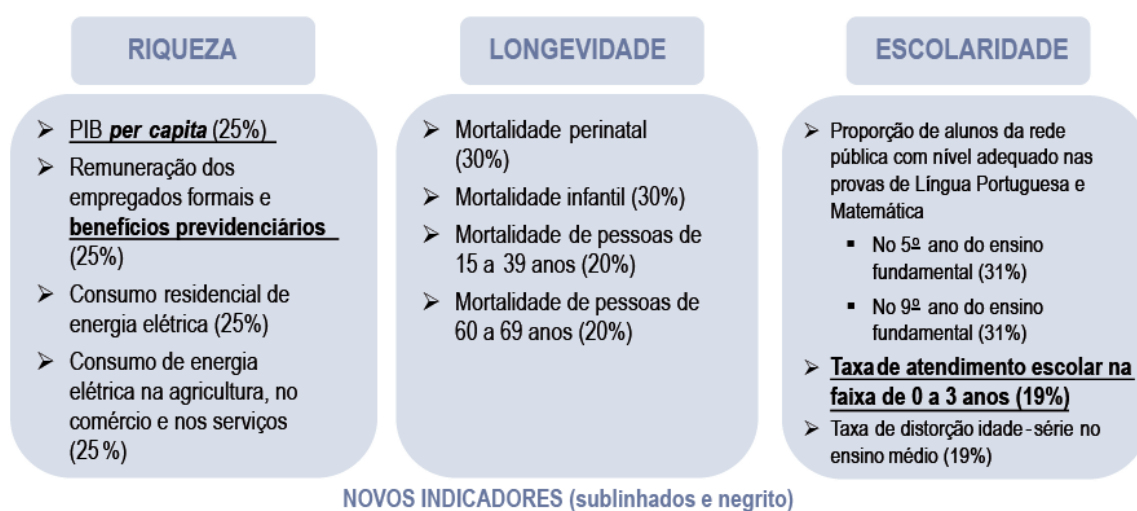 RIQUEZA
➢ PIB per capita (25%)
➢ Remuneração dos
empregados formais e
benefícios previdenciários
(25%)
➢ Consumo residencial de
energia elétrica (25%)
➢ Consumo de energia
elétrica na agricultura, no
comércio e nos serviços
(25%)
LONGEVIDADE
➢ Mortalidade perinatal
(30%)
➢ Mortalidade infantil (30%)
➢ Mortalidade de pessoas de
15 a 39 anos (20%)
➢ Mortalidade de pessoas de
60 a 69 anos (20%)
ESCOLARIDADE
➢ Proporção de alunos da rede
pública com nível adequado nas
provas de Língua Portuguesa e
Matemática
▪ No 5º ano do ensino
fundamental (31%)
▪ No 9º ano do ensino
fundamental (31%)
➢ Taxa de atendimento escolar na
faixa de 0 a 3 anos (19%)
➢ Taxa de distorção idade-série no
ensino médio (19%)
NOVOS INDICADORES (sublinhados e negrito)